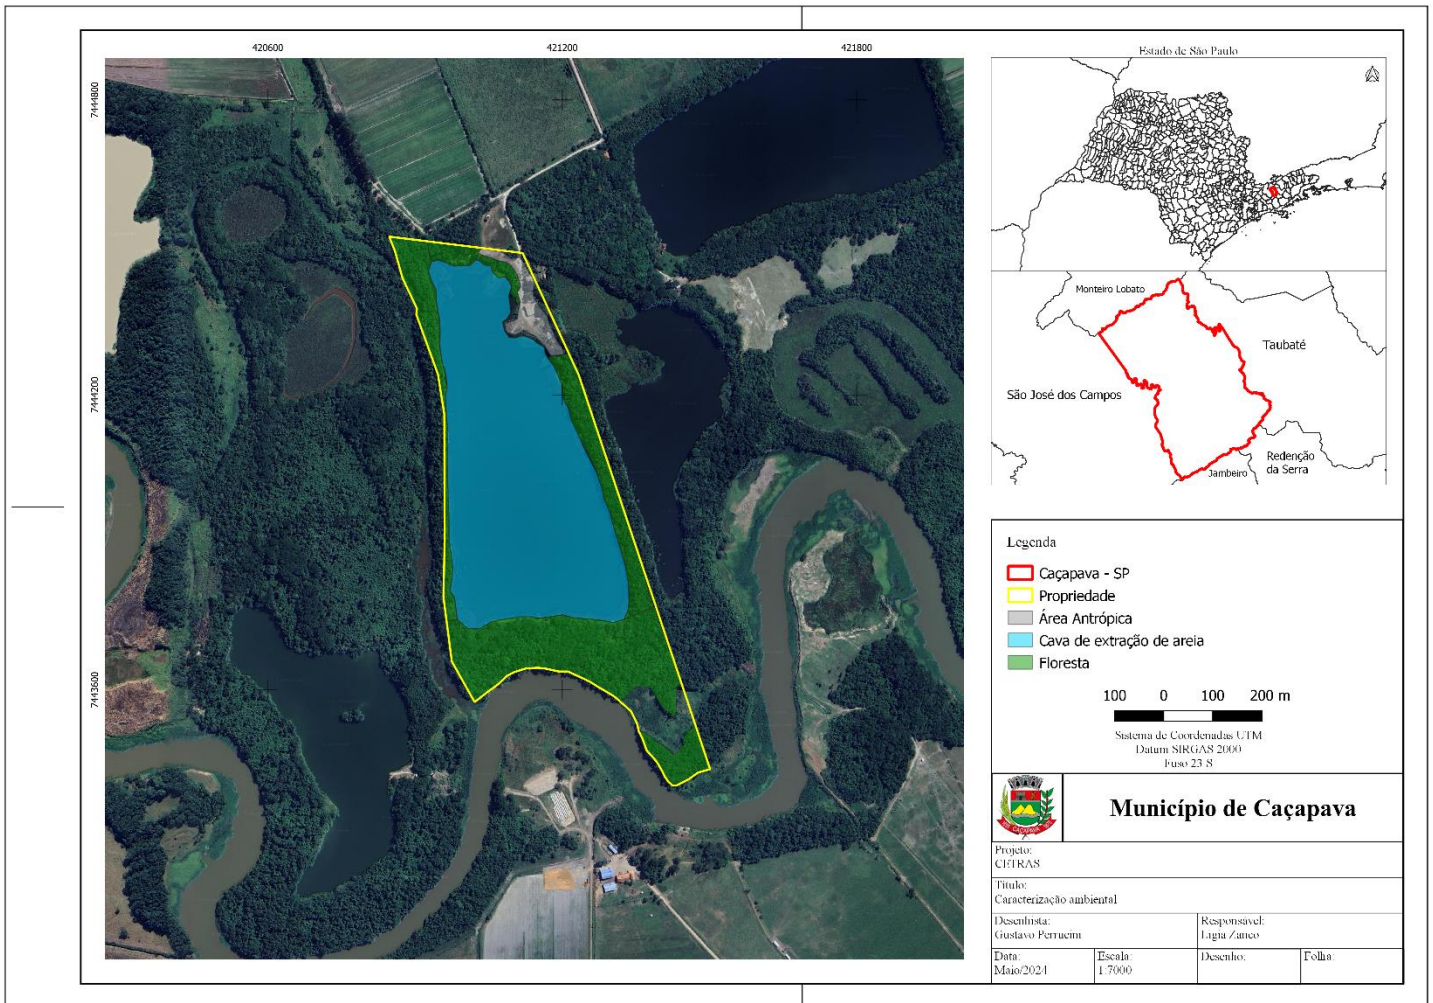 420600
421200
421800
7444800
7444200
7443600
Estado de São Paulo
Monteiro Lobato
Taubaté
São José dos Campos
Redenção
da Serra
Jambeiro
Legenda
Caçapava - SP
Propriedade
Área Antrópica
Cava de extração de areia
Floresta
100 0 100 200 m
Sistema de Coordenadas UTM
Datum SIRGAS 2000
Fuso 23 S
CAÇAPAVA
Município de Caçapava
Projeto:
CETRAS
Título:
Caracterização ambiental
Desenhista:
Gustavo Perrucini
Responsável:
Ligia Zanco
Data:
Maio/2024
Escala:
1:7000
Desenho:
Folha: